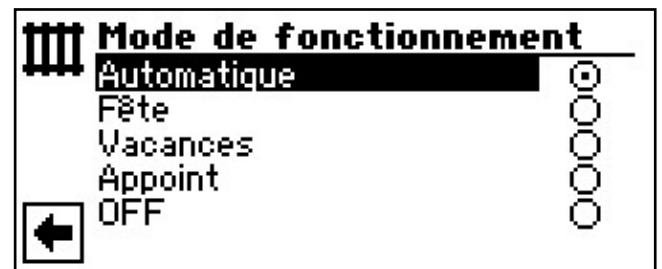 Mode de fonctionnement
Automatique
Fête
Vacances
Appoint
OFF